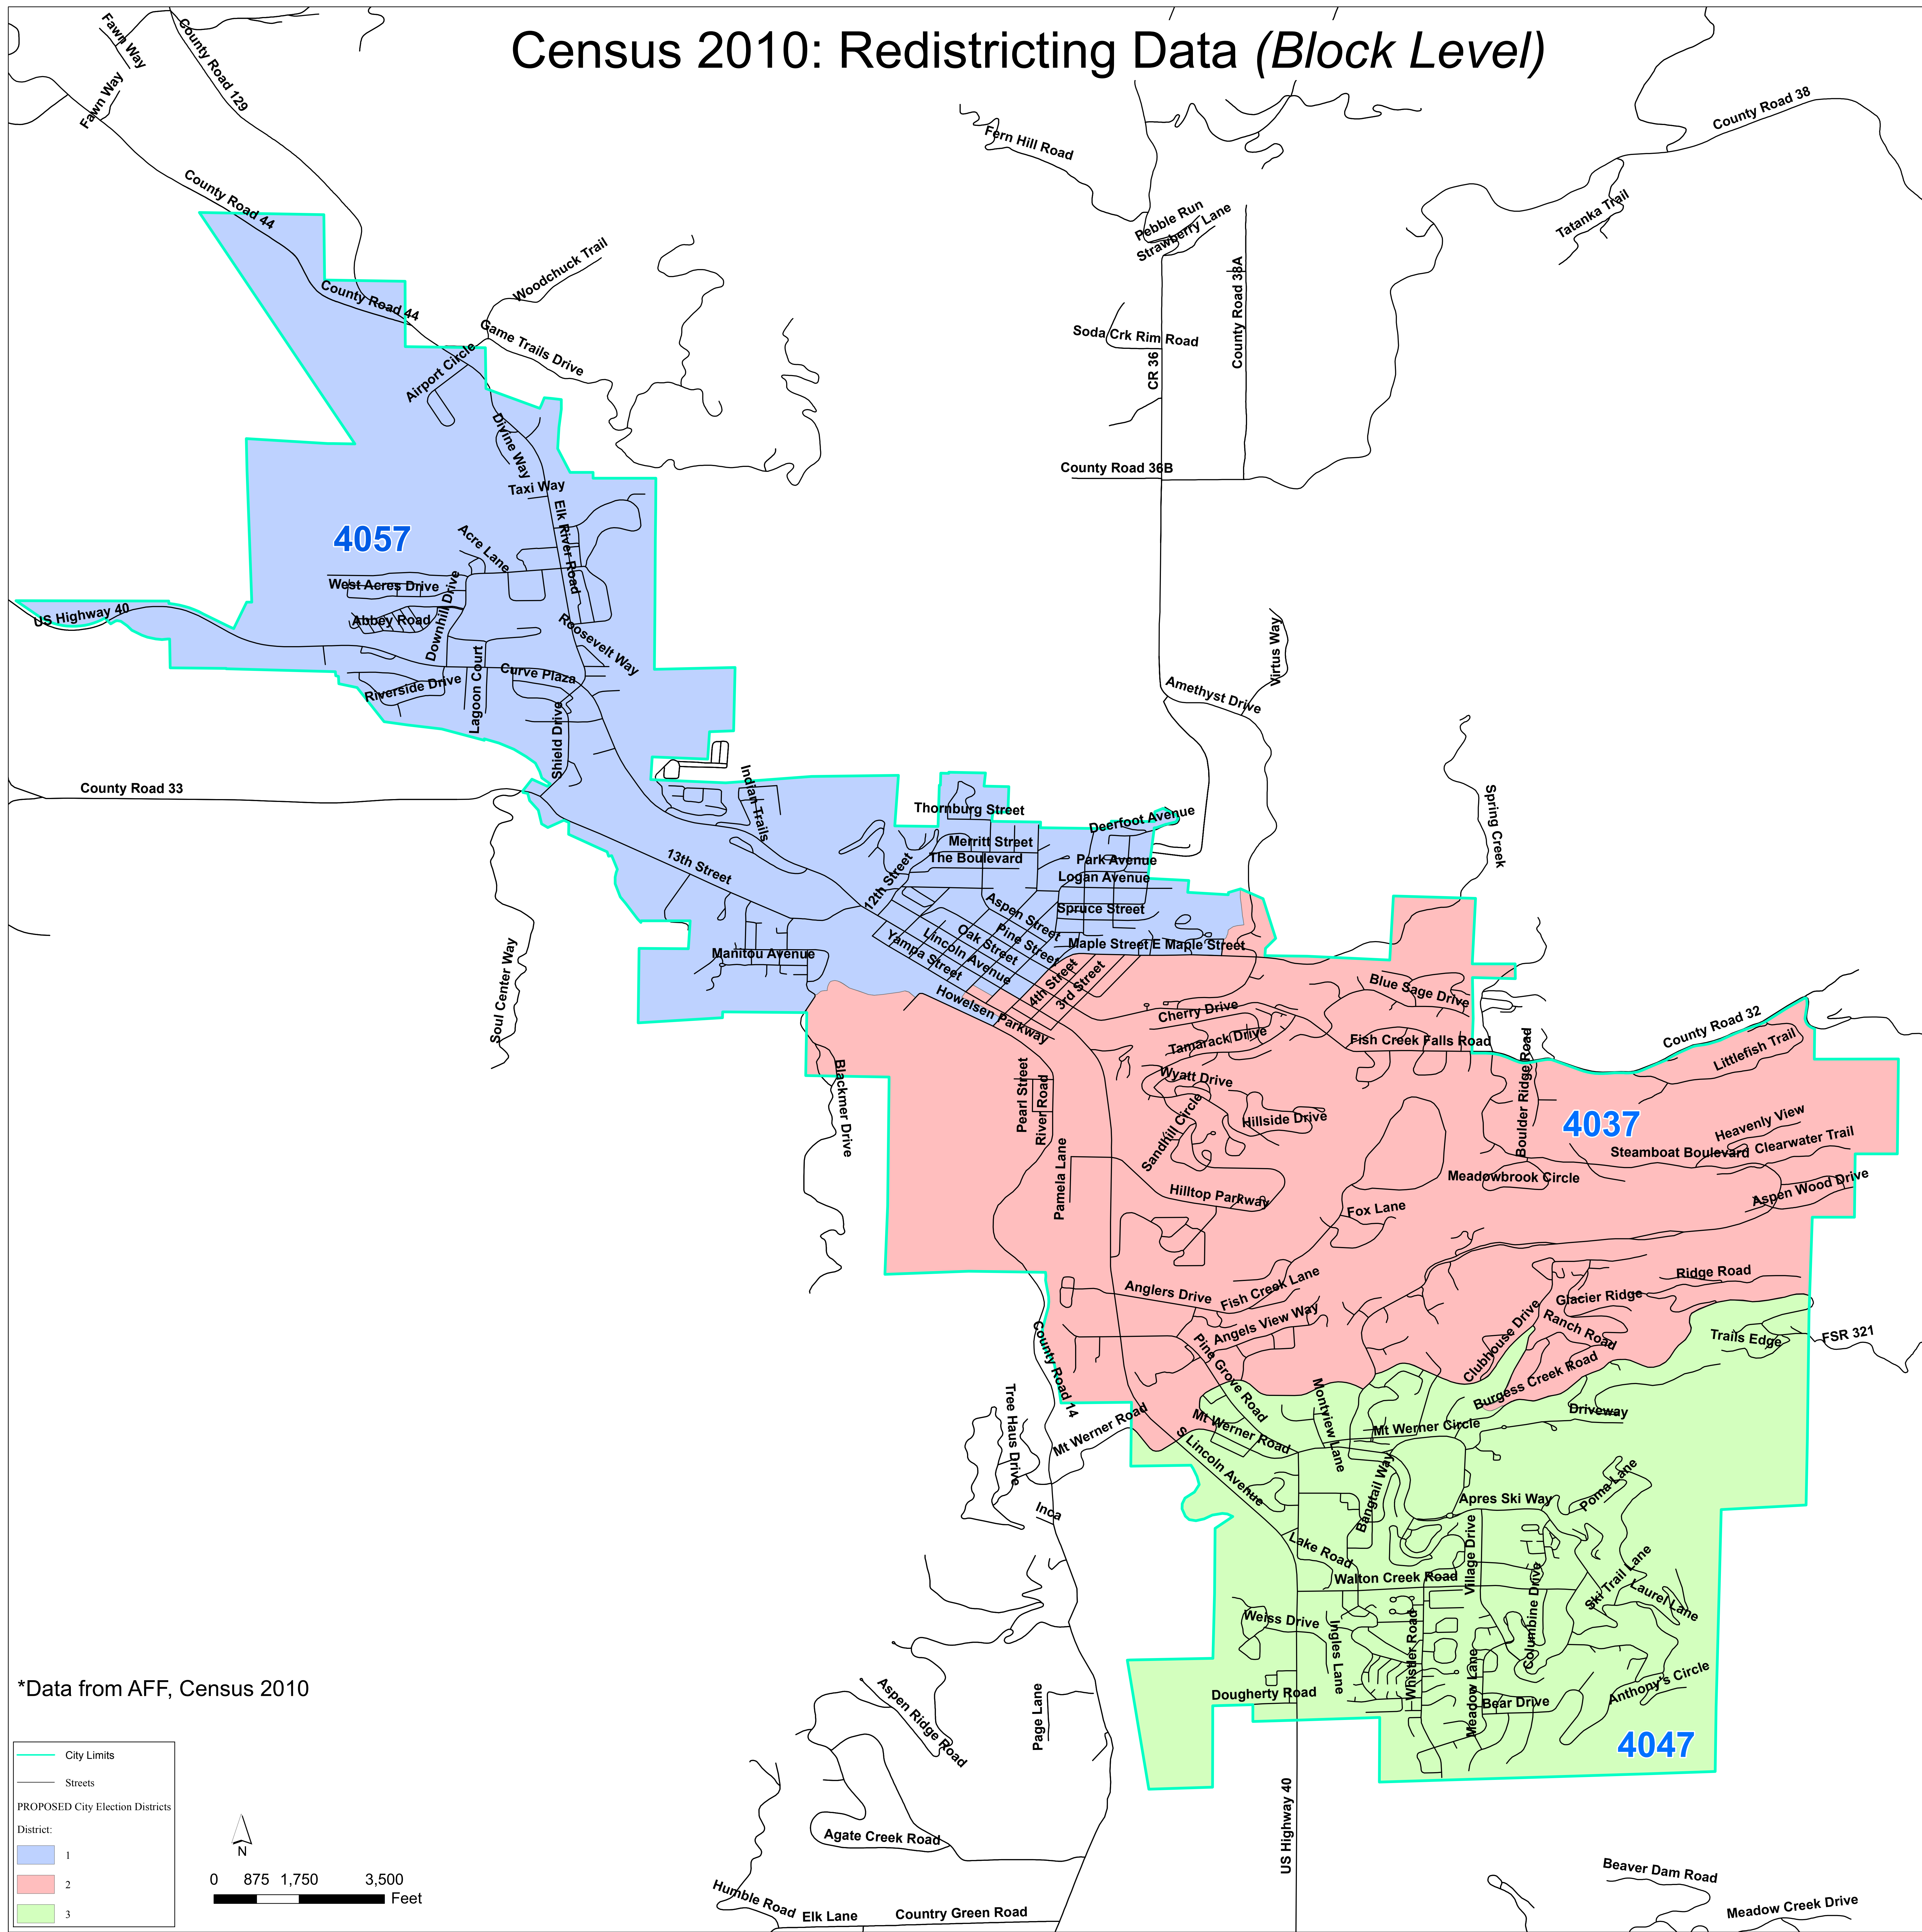 Census 2010: Redistricting Data (Block Level)
Fawn Way
County Road 129
Fawn Way
County Road 38
Fern Hill Road
County Road 44
Tatanka Trail
Pebble Run
Strawberry Lane
Woodchuck Trail
County Road 44
County Road 38A
Game Trails Drive
Soda Crk Rim Road
Airport Circle
CR 36
Divine Way
County Road 36B
Taxi Way
Elk River Road
4057
Acre Lane
West Acres Drive
US Highway 40
Abbey Road
Downhill Drive
Roosevelt Way
Virtus Way
Curve Plaza
Riverside Drive
Lagoon Court
Amethyst Drive
Shield Drive
County Road 33
Indian Trails
Thornburg Street
Deerfoot Avenue
Spring Creek
Merritt Street
The Boulevard
Park Avenue
13th Street
12th Street
Logan Avenue
Aspen Street
Spruce Street
Pine Street
Oak Street
Lincoln Avenue
Yampa Street
Maple Street
E Maple Street
Manitou Avenue
Soul Center Way
4th Street
3rd Street
Howelsen Parkway
Blue Sage Drive
Cherry Drive
Tamarack Drive
Fish Creek Falls Road
County Road 32
Littlefish Trail
Boulder Ridge Road
Blackmer Drive
Pearl Street
River Road
Wyatt Drive
Sandhill Circle
Hillside Drive
4037
Heavenly View
Clearwater Trail
Steamboat Boulevard
Pamela Lane
Meadowbrook Circle
Aspen Wood Drive
Hilltop Parkway
Fox Lane
Anglers Drive
Fish Creek Lane
Ridge Road
Glacier Ridge
Angels View Way
Clubhouse Drive
Ranch Road
Trails Edge
FSR 321
County Road 14
Pine Grove Road
Burgess Creek Road
Montview Lane
Tree Haus Drive
Mt Werner Road
Mt Werner Road
Mt Werner Circle
Driveway
S Lincoln Avenue
Bangtail Way
Poma Lane
Apres Ski Way
Inca
Lake Road
Village Drive
Walton Creek Road
Columbine Drive
Ski Trail Lane
Laurel Lane
Weiss Drive
Ingles Lane
Whistler Road
Meadow Lane
Anthony's Circle
Dougherty Road
Bear Drive
4047
*Data from AFF, Census 2010
Aspen Ridge Road
Page Lane
US Highway 40
Agate Creek Road
Humble Road
Elk Lane
Country Green Road
Beaver Dam Road
Meadow Creek Drive
City Limits
Streets
PROPOSED City Election Districts
District:
1
2
3
N
0 875 1,750 3,500
Feet